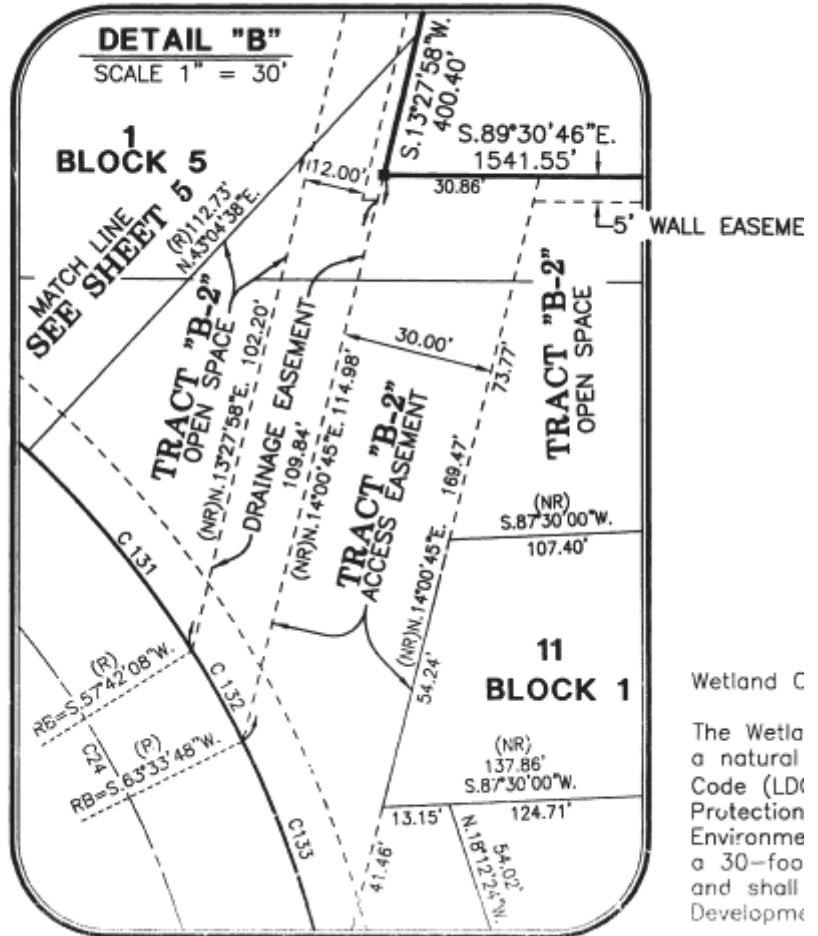 DETAIL "B"
SCALE 1" = 30'
S.13°27'58"W.
400.40'
1
BLOCK 5
S.89°30'46"E.
1541.55'
30.86'
12.00'
5' WALL EASEME
MATCH LINE
SEE SHEET 5
(R)112.73'
N.43°04'38"E.
TRACT "B-2"
OPEN SPACE
(NR)N.13°27'58"E. 102.20'
DRAINAGE EASEMENT
109.84'
(NR)N.14°00'45"E. 114.98'
30.00'
73.77'
TRACT "B-2"
OPEN SPACE
TRACT "B-2"
ACCESS EASEMENT
169.47'
(NR)N.14°00'45"E.
54.24'
(NR)
S.87°30'00"W.
107.40'
C131
(R)
RB=S.57°42'08"W.
C132
(R)
RB=S.63°33'48"W.
C24
C133
11
BLOCK 1
(NR)
137.86'
S.87°30'00"W.
13.15'
124.71'
41.46'
54.02'
N.18°12'24"W.
Wetland C
The Wetla
a natural
Code (LDC
Protection
Environme
a 30-foo
and shall
Developme